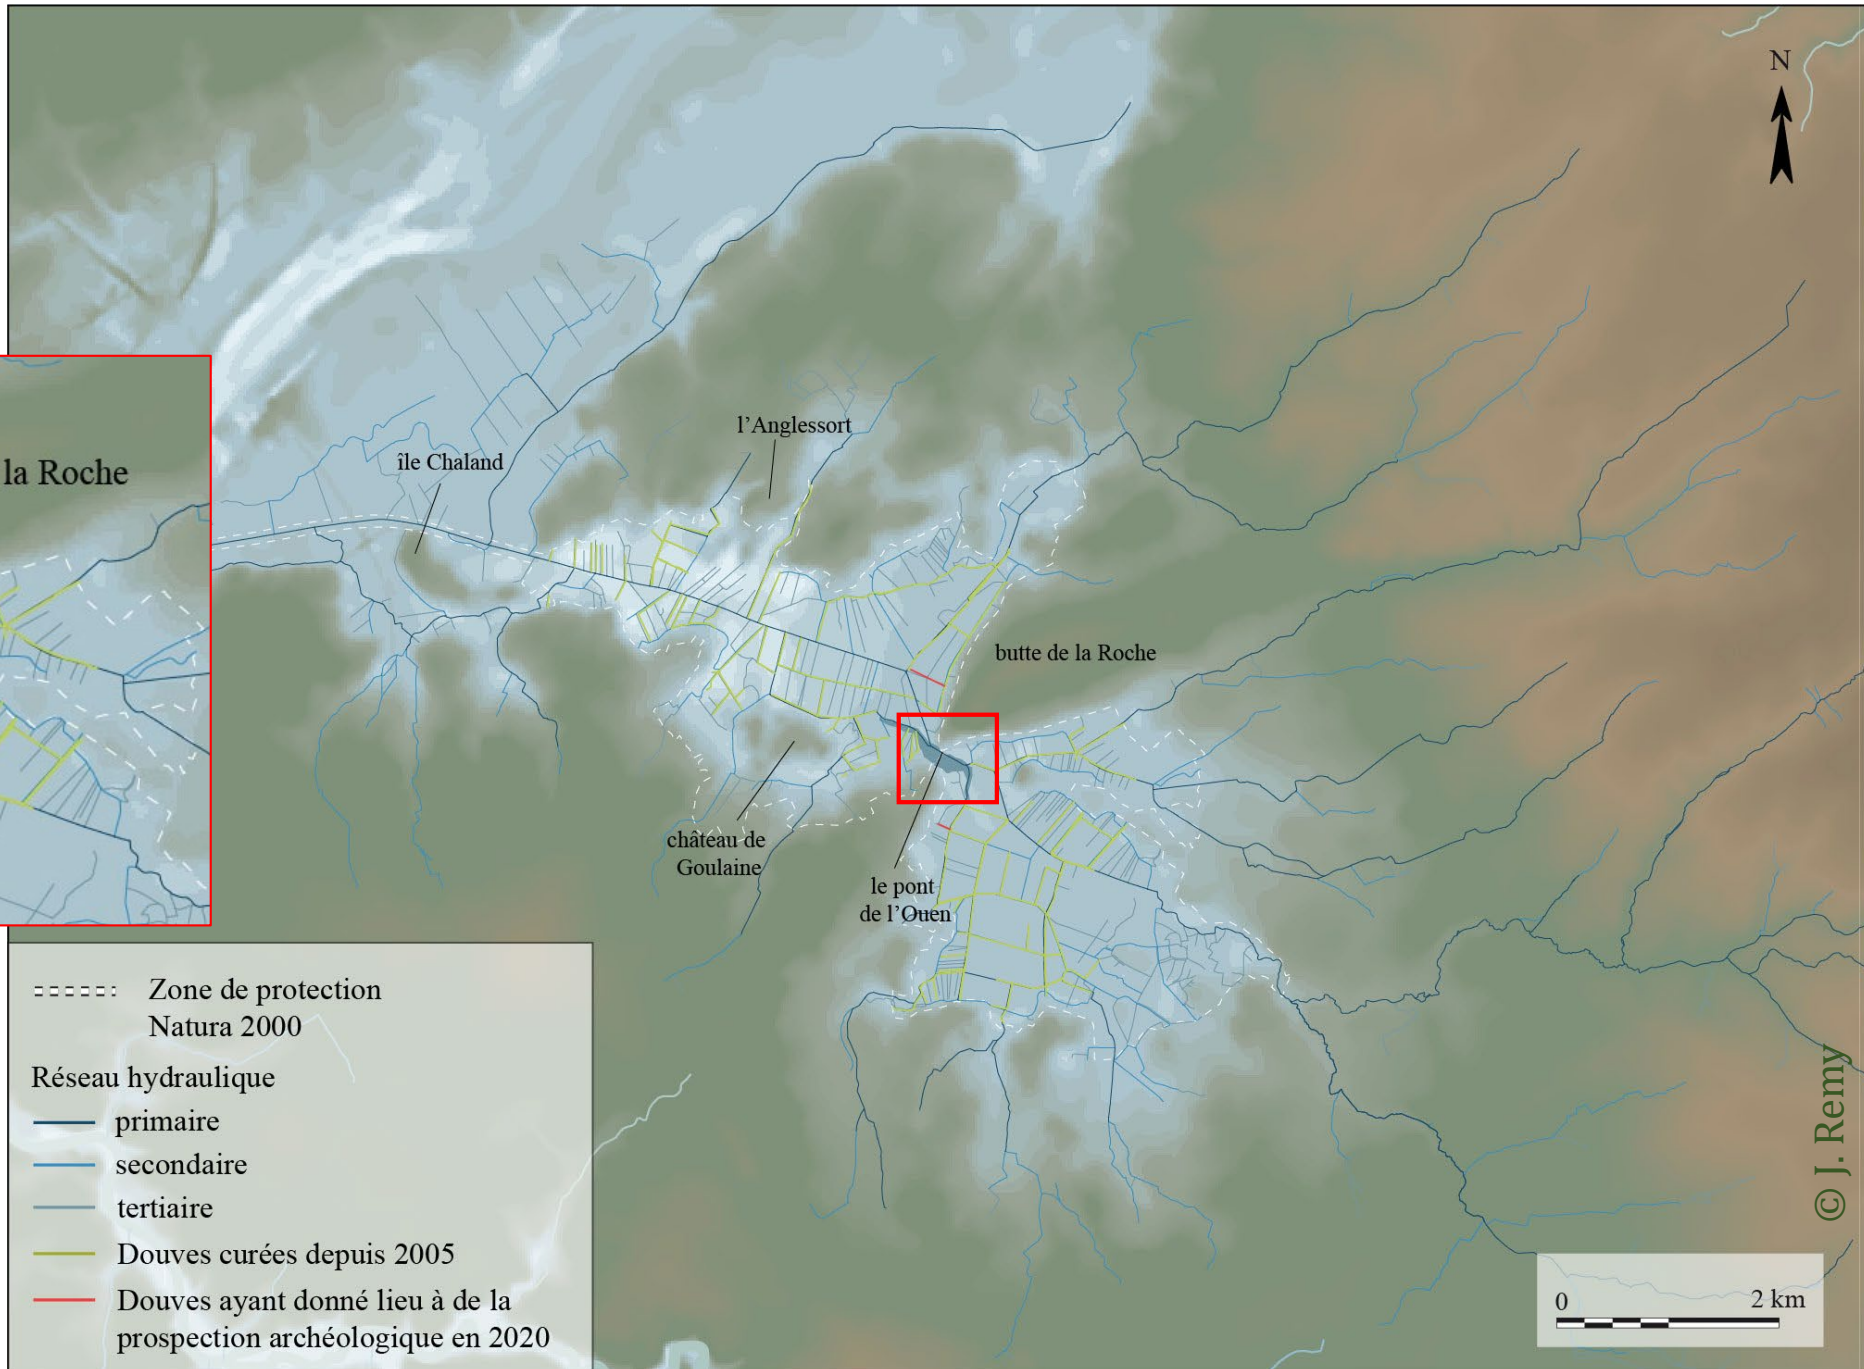 N
l'Anglessort
île Chaland
la Roche
butte de la Roche
château de
Goulaine
le pont
de l'Ouen
Zone de protection
Natura 2000
Réseau hydraulique
primaire
secondaire
tertiaire
Douves curées depuis 2005
Douves ayant donné lieu à de la
prospection archéologique en 2020
0 2 km
© J. Remy